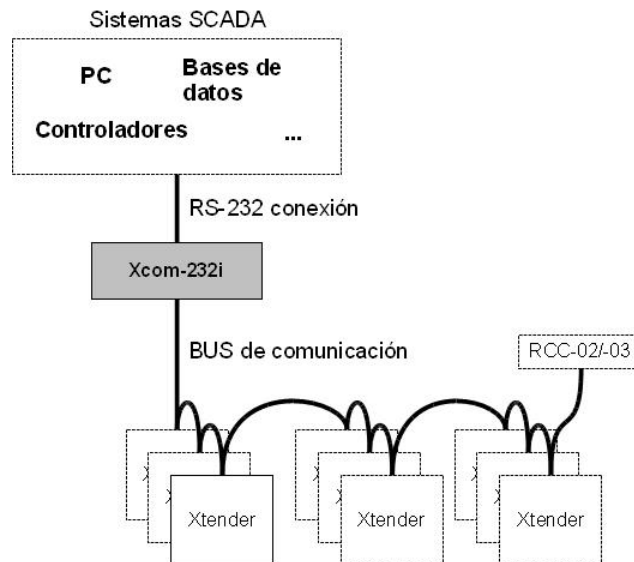 Sistemas SCADA
PC
Bases de
datos
Controladores
...
RS-232 conexión
Xcom-232i
BUS de comunicación
RCC-02/-03
X
X
Xtender
Xtender
Xtender